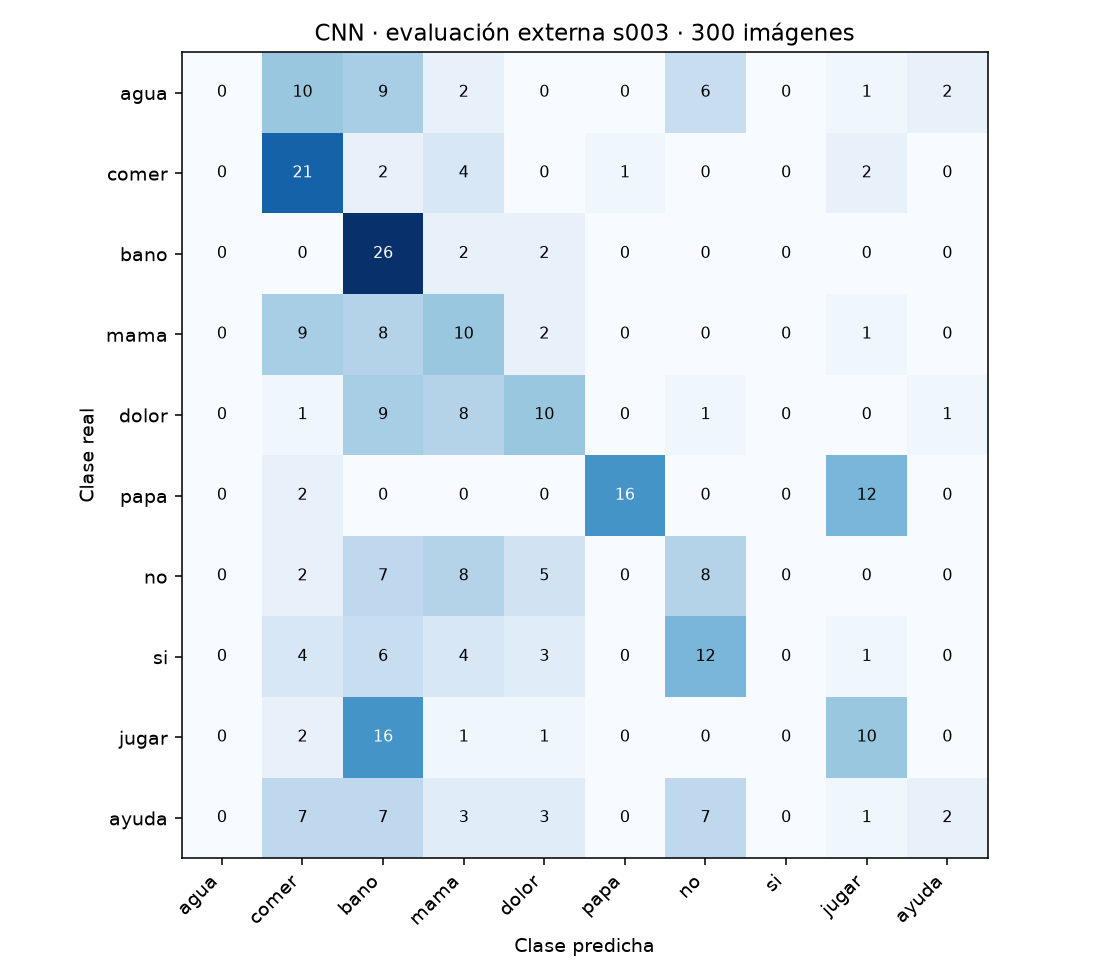 CNN · evaluación externa s003 · 300 imágenes
agua 0 10 9 2 0 0 6 0 1 2
comer 0 21 2 4 0 1 0 0 2 0
bano 0 0 26 2 2 0 0 0 0 0
mama 0 9 8 10 2 0 0 0 1 0
dolor 0 1 9 8 10 0 1 0 0 1
papa 0 2 0 0 0 16 0 0 12 0
no 0 2 7 8 5 0 8 0 0 0
si 0 4 6 4 3 0 12 0 1 0
jugar 0 2 16 1 1 0 0 0 10 0
ayuda 0 7 7 3 3 0 7 0 1 2
Clase real
agua comer bano mama dolor papa no si jugar ayuda
Clase predicha